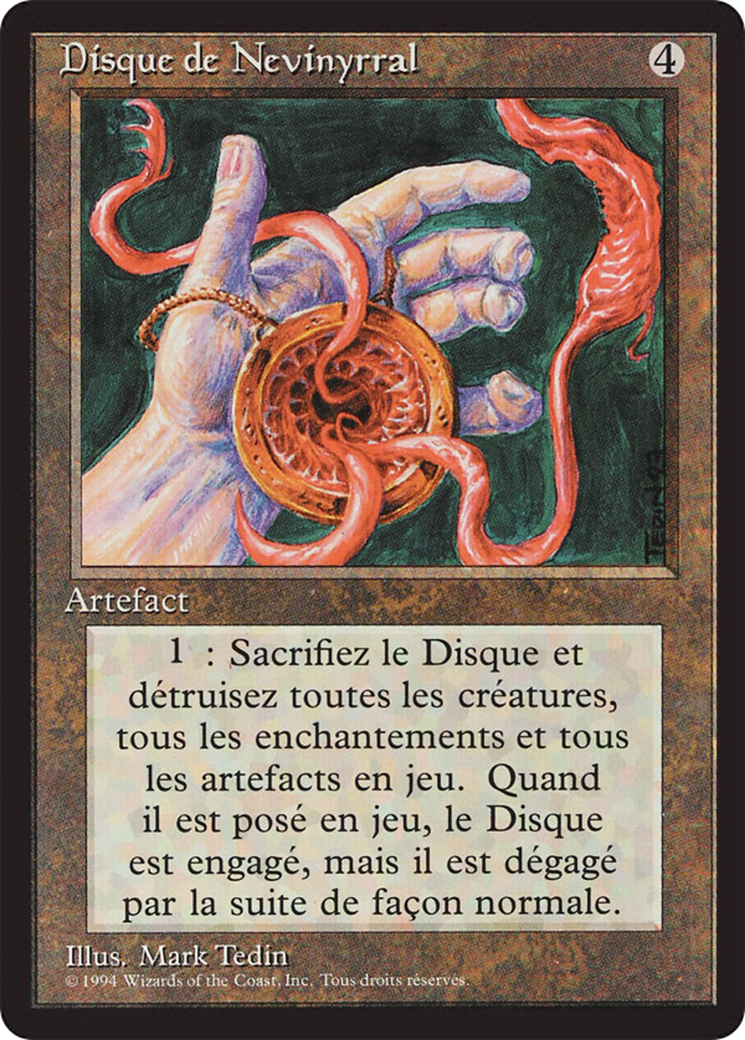 Disque de Nevinyrral
4
TEDIN 93
Artefact
1 : Sacrifiez le Disque et
détruisez toutes les créatures,
tous les enchantements et tous
les artefacts en jeu. Quand
il est posé en jeu, le Disque
est engagé, mais il est dégagé
par la suite de façon normale.
Illus. Mark Tedin
© 1994 Wizards of the Coast, Inc. Tous droits réservés.